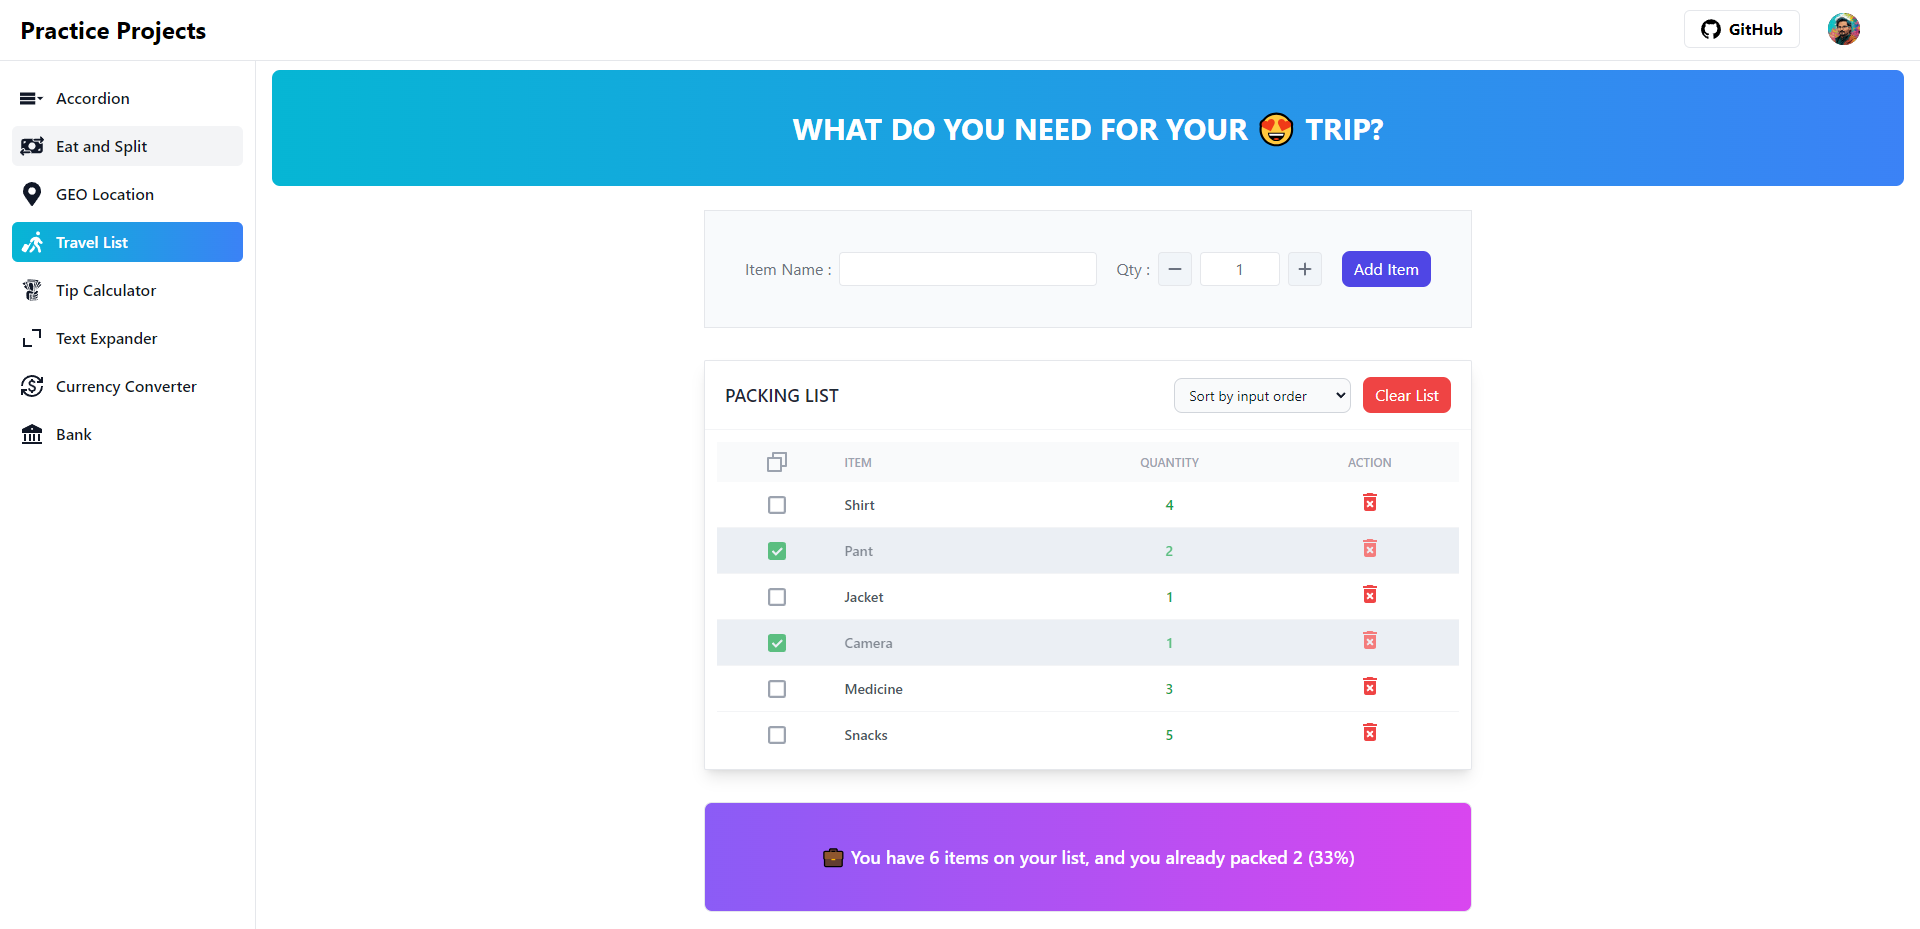 Practice Projects
GitHub
Accordion
Eat and Split
GEO Location
Travel List
Tip Calculator
Text Expander
Currency Converter
Bank
WHAT DO YOU NEED FOR YOUR 😍 TRIP?
Item Name :
Qty : 1
Add Item
PACKING LIST
Sort by input order
Clear List
ITEM QUANTITY ACTION
Shirt 4
Pant 2
Jacket 1
Camera 1
Medicine 3
Snacks 5
💼 You have 6 items on your list, and you already packed 2 (33%)